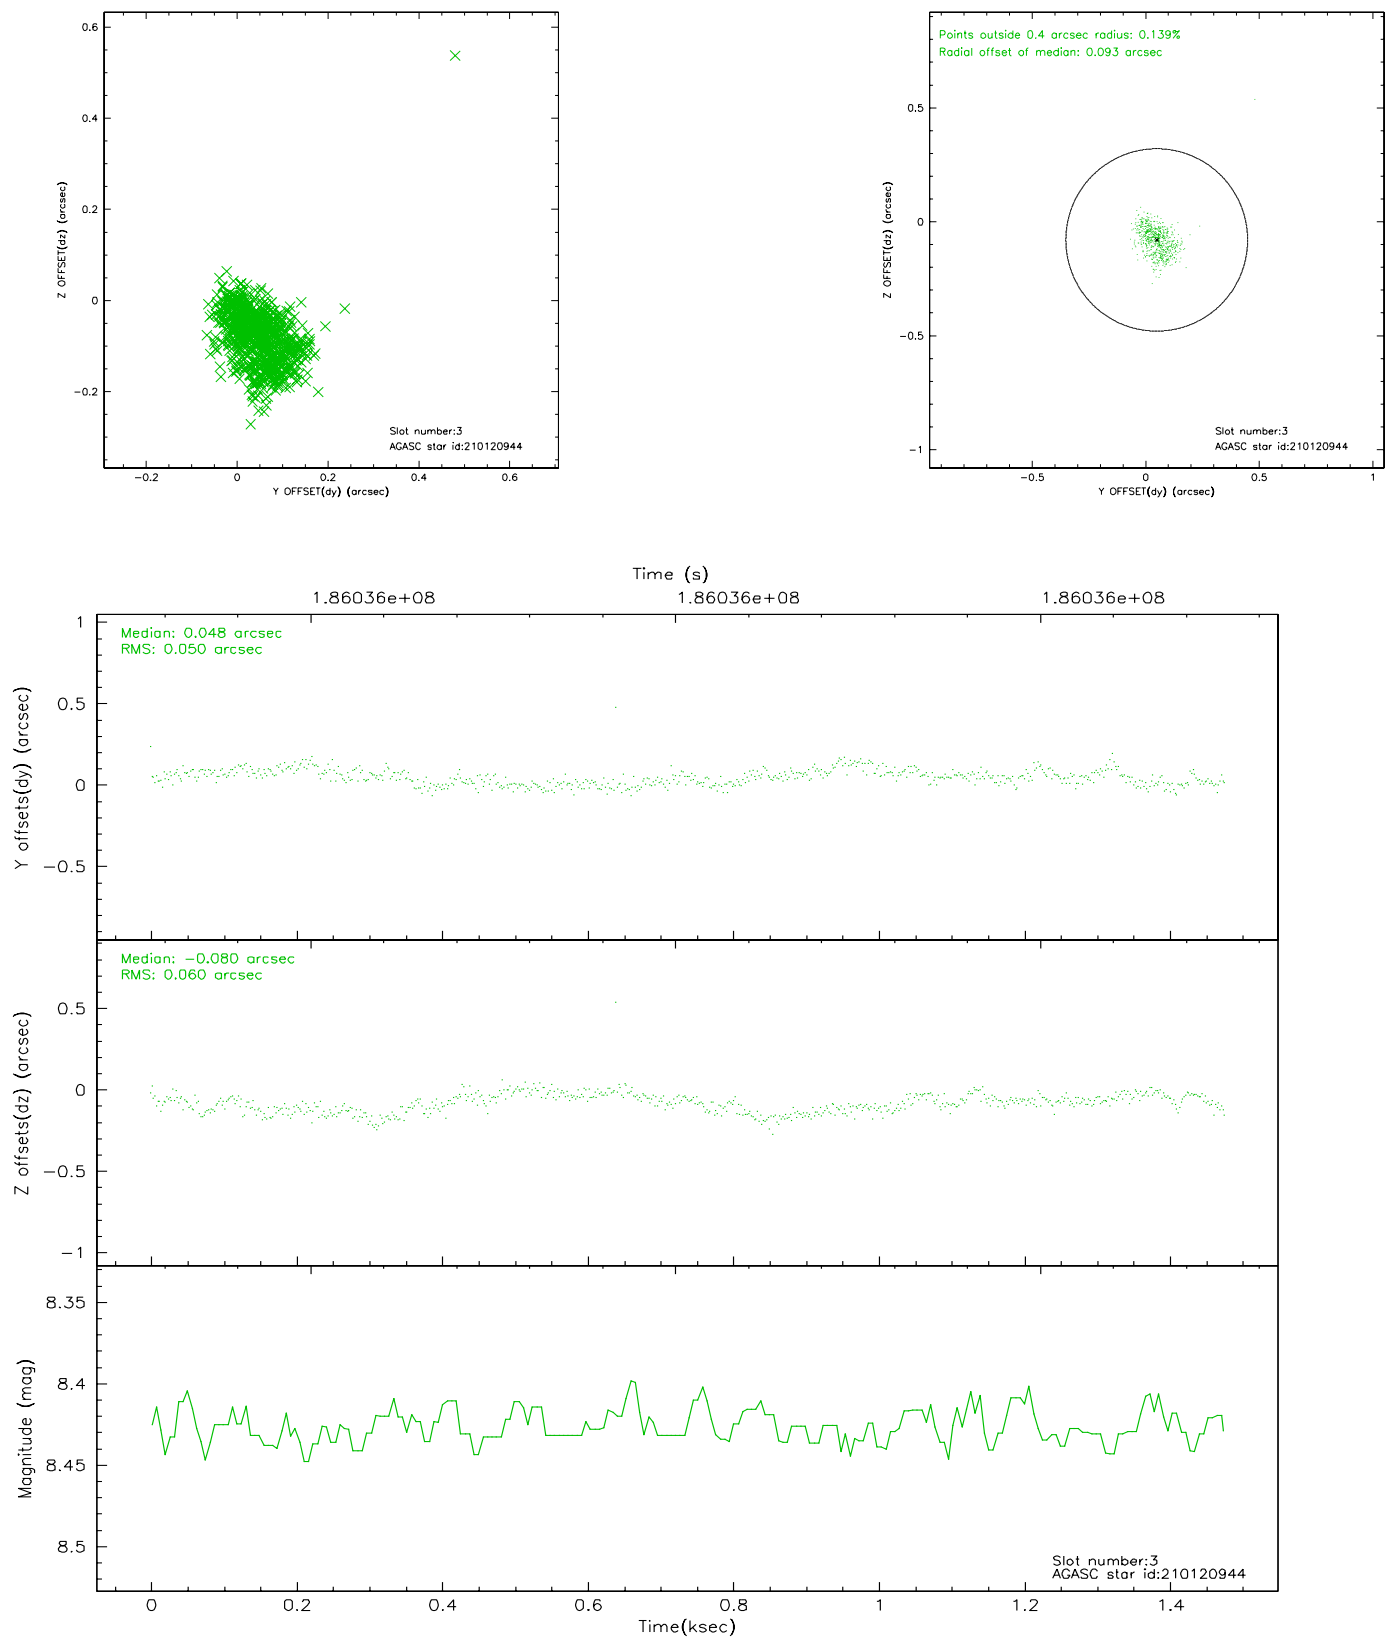 0.6
0.4
0.2
0
−0.2
Z OFFSET(dz) (arcsec)
Slot number:3
AGASC star id:210120944
−0.2 0 0.2 0.4 0.6
Y OFFSET(dy) (arcsec)
Points outside 0.4 arcsec radius: 0.139%
Radial offset of median: 0.093 arcsec
0.5
0
−0.5
−1
Z OFFSET(dz) (arcsec)
Slot number:3
AGASC star id:210120944
−0.5 0 0.5 1
Y OFFSET(dy) (arcsec)
Time (s)
1.86036e+08 1.86036e+08 1.86036e+08
Median: 0.048 arcsec
RMS: 0.050 arcsec
1
0.5
0
−0.5
Y offsets(dy) (arcsec)
Median: −0.080 arcsec
RMS: 0.060 arcsec
0.5
0
−0.5
−1
Z offsets(dz) (arcsec)
8.35
8.4
8.45
8.5
Magnitude (mag)
Slot number:3
AGASC star id:210120944
0 0.2 0.4 0.6 0.8 1 1.2 1.4
Time(ksec)